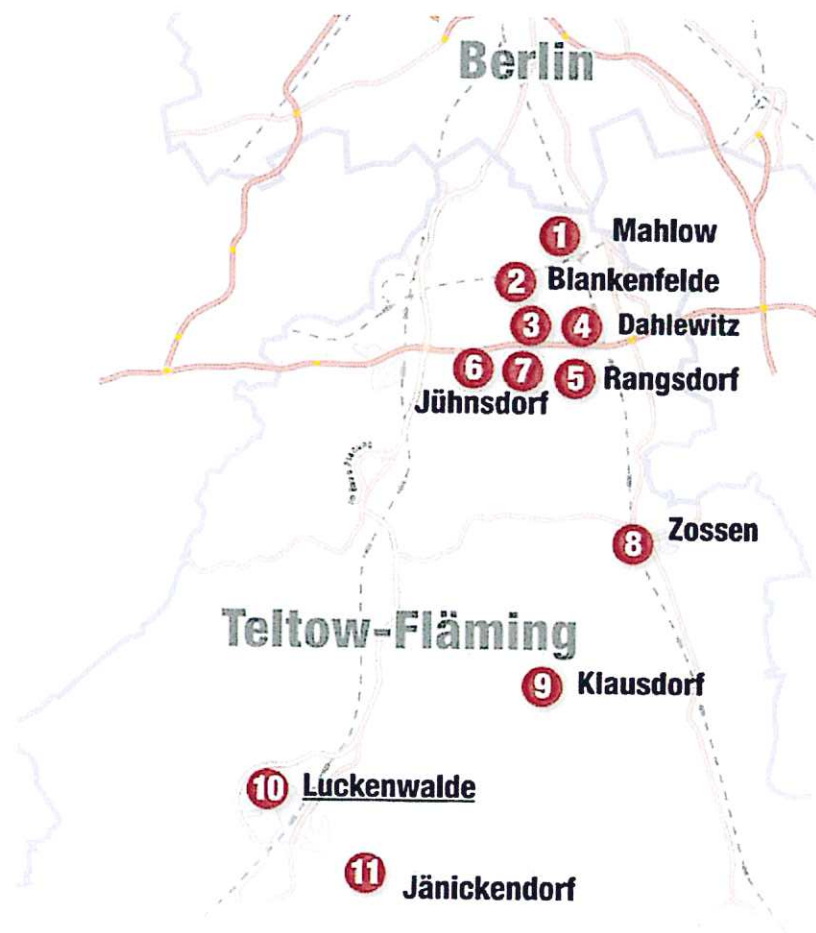 Berlin
1 Mahlow
2 Blankenfelde
3 4 Dahlewitz
6 7 5 Rangsdorf
Jühnsdorf
8 Zossen
Teltow-Fläming
9 Klausdorf
10 Luckenwalde
11 Jänickendorf